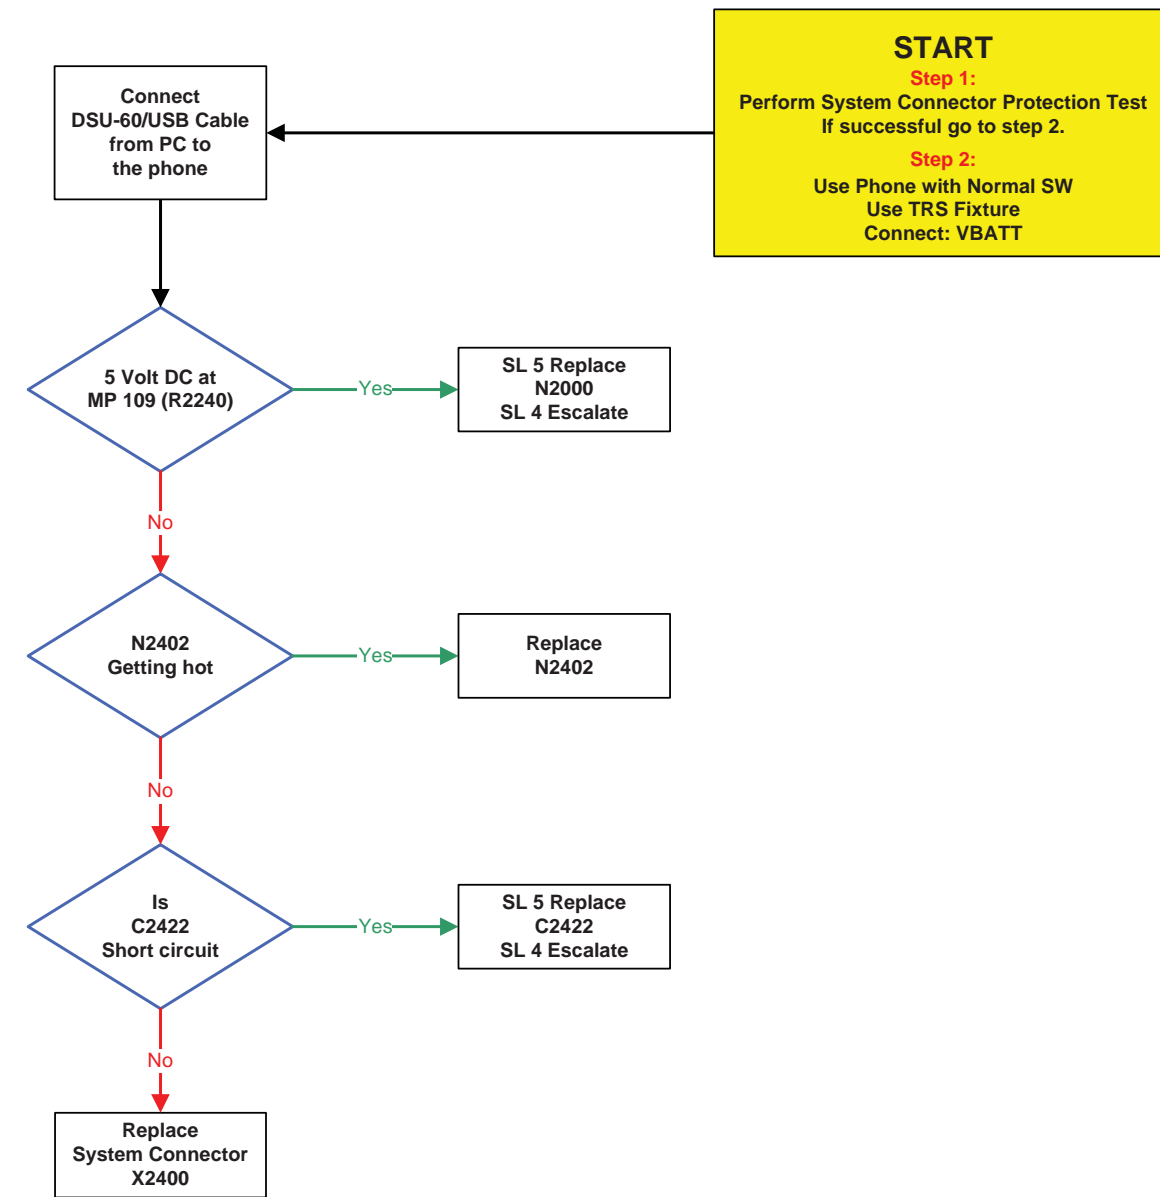 START
Step 1:
Perform System Connector Protection Test
If successful go to step 2.
Step 2:
Use Phone with Normal SW
Use TRS Fixture
Connect: VBATT
Connect
DSU-60/USB Cable
from PC to
the phone
5 Volt DC at
MP 109 (R2240)
Yes
SL 5 Replace
N2000
SL 4 Escalate
No
N2402
Getting hot
Yes
Replace
N2402
No
Is
C2422
Short circuit
Yes
SL 5 Replace
C2422
SL 4 Escalate
No
Replace
System Connector
X2400